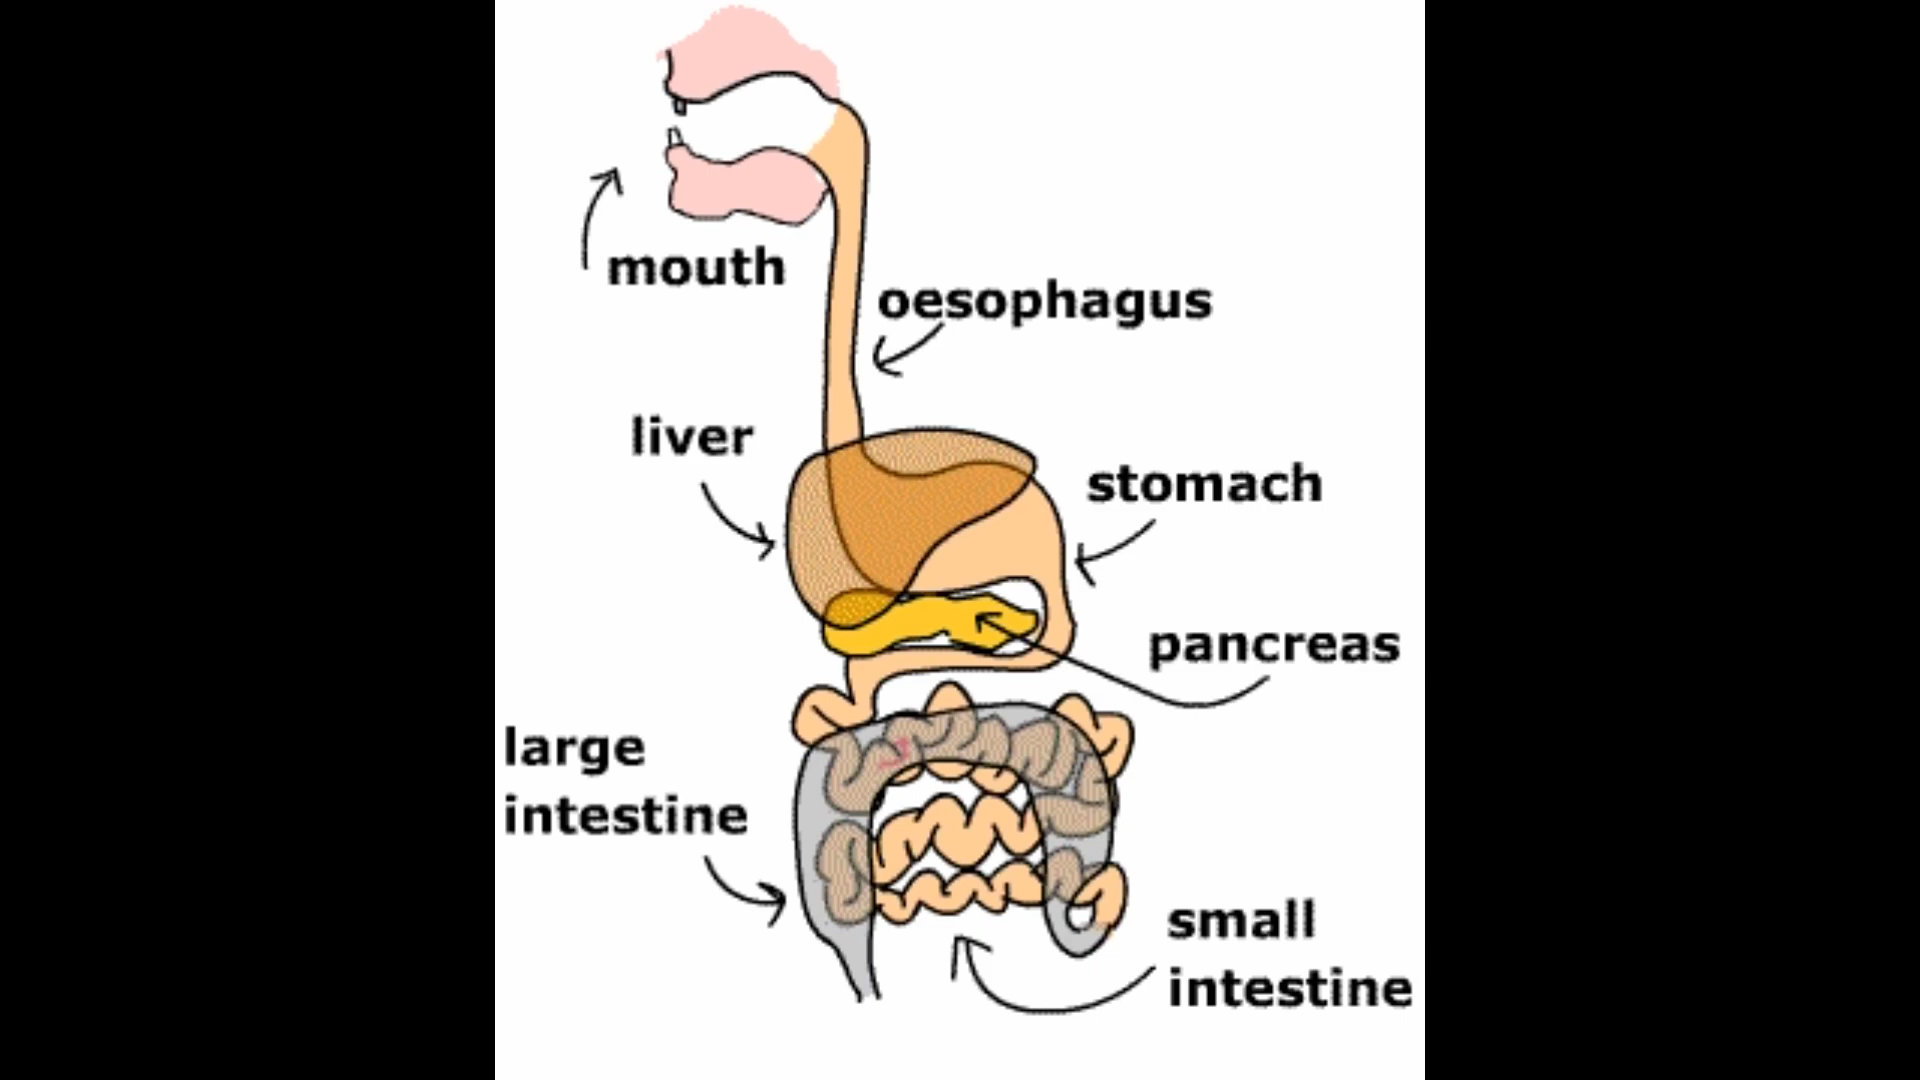 mouth
oesophagus
liver
stomach
pancreas
large
intestine
small
intestine